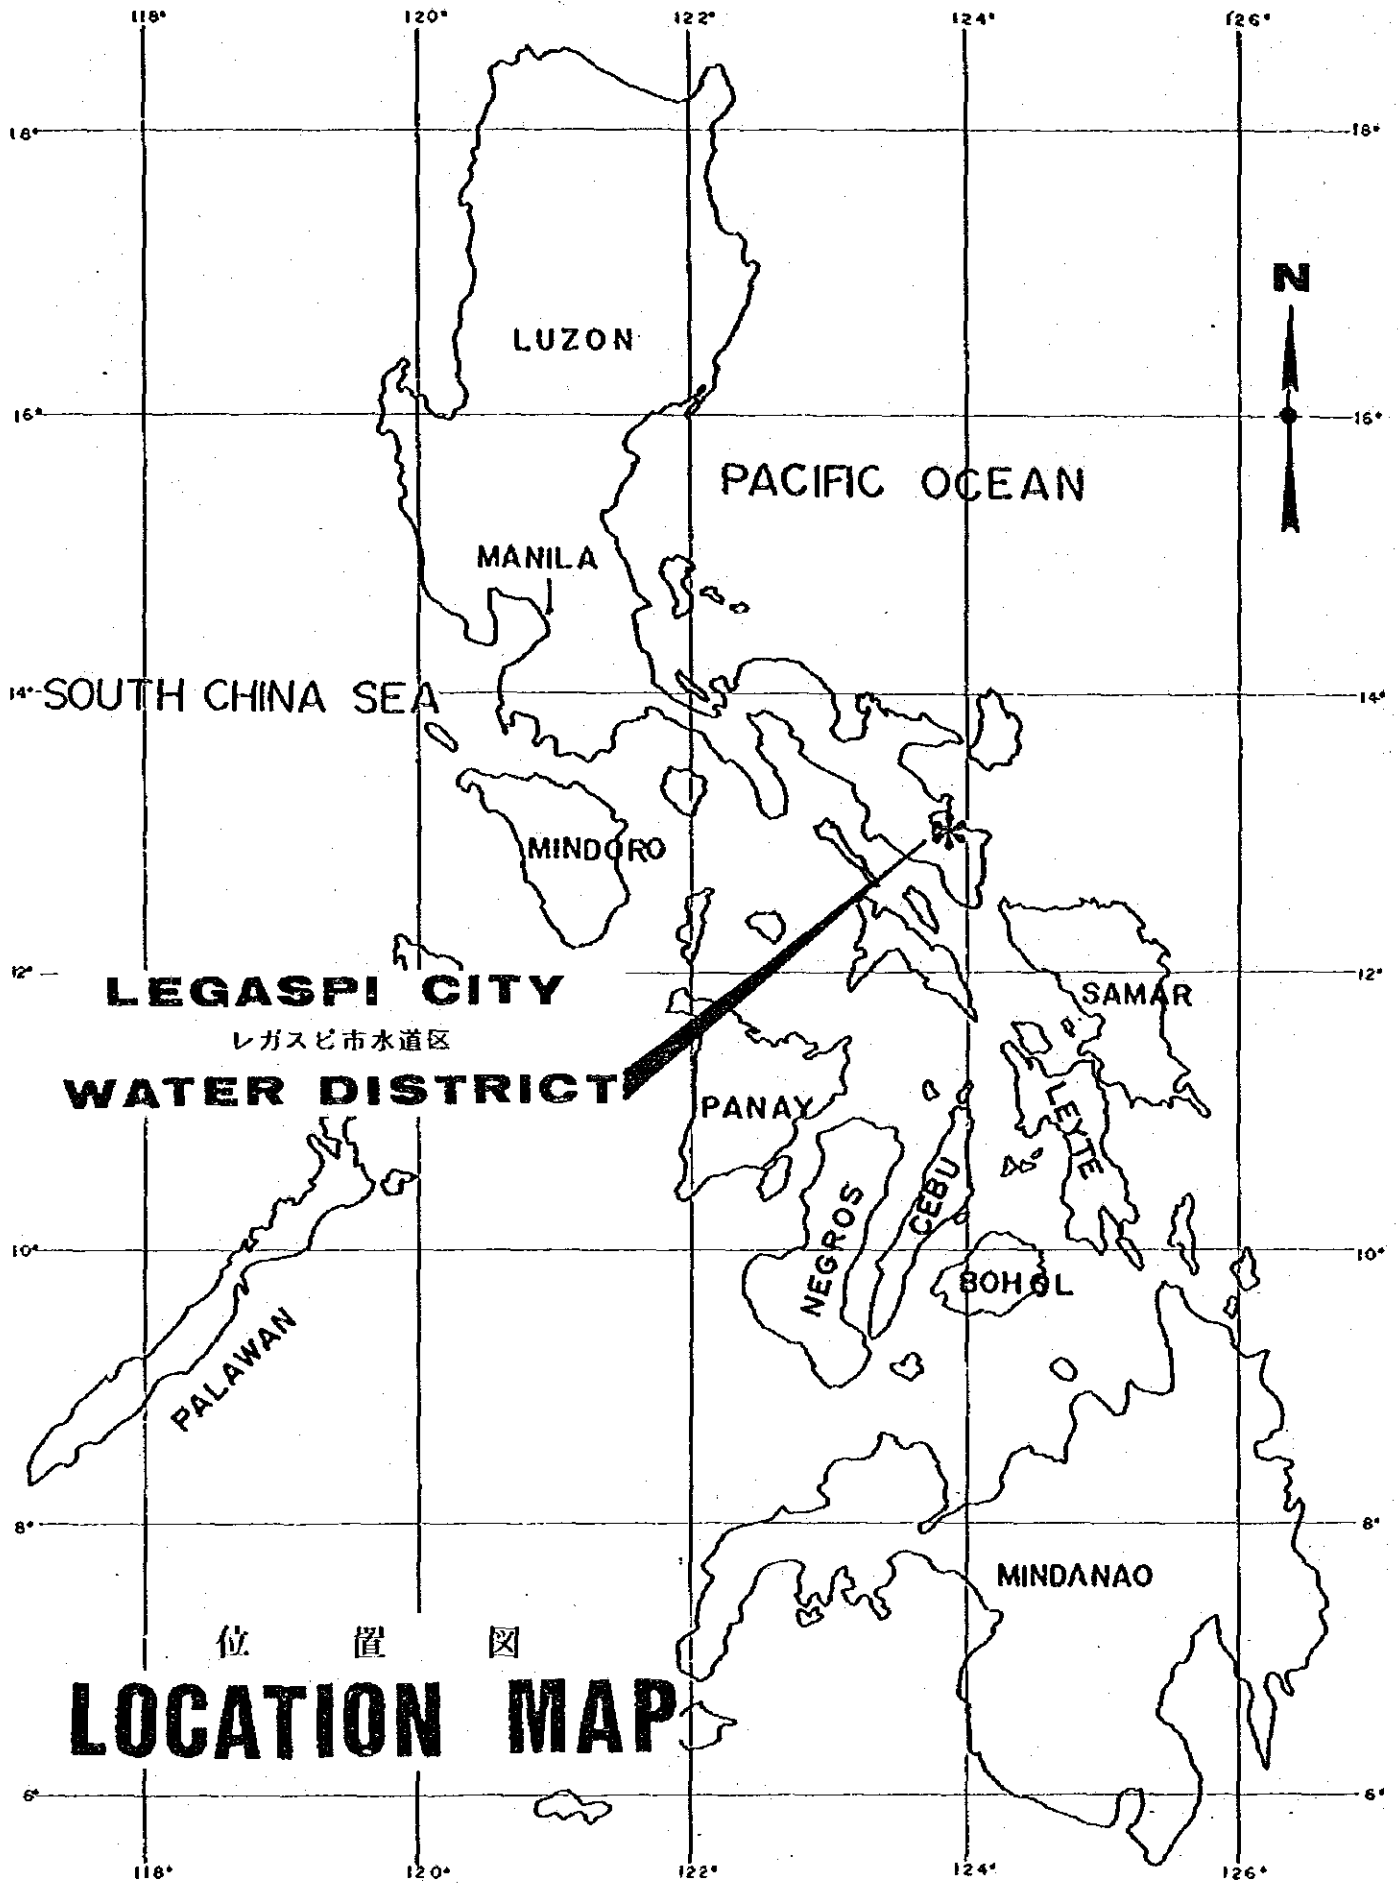 118° 120° 122° 124° 126°
18° 18°
N
LUZON
16° 16°
PACIFIC OCEAN
MANILA
14° SOUTH CHINA SEA 14°
MINDORO
12° 12°
LEGASPI CITY
SAMAR
レガスピ市水道区
WATER DISTRICT
PANAY
LEYTE
CEBU
NEGROS
10° 10°
BOHOL
PALAWAN
8° 8°
MINDANAO
位置図
LOCATION MAP
6° 6°
118° 120° 122° 124° 126°